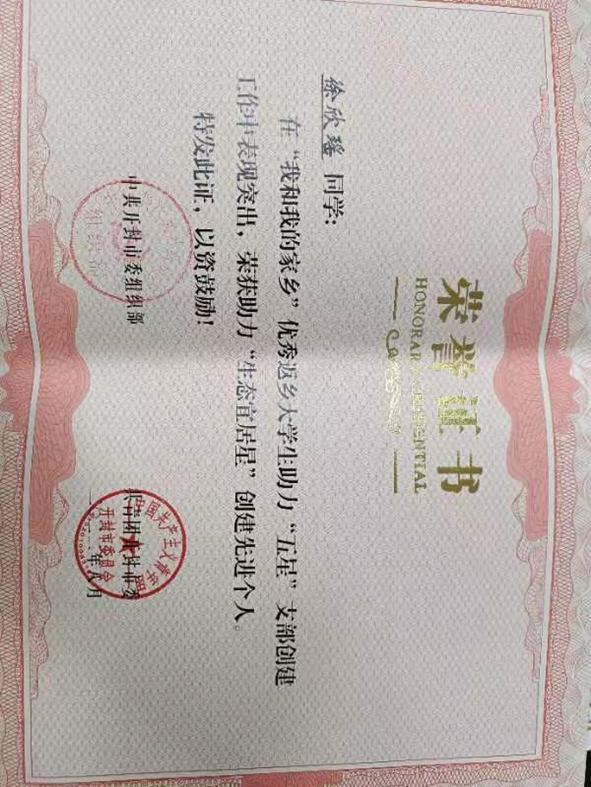 荣誉证书
HONORARY CREDENTIAL
徐欣瑶 同学:
在“我和我的家乡”优秀返乡大学生助力“五星”支部创建
工作中表现突出，荣获助力“生态宜居星”创建先进个人。
特发此证，以资鼓励!
中共开封市委组织部
共青团开封市委